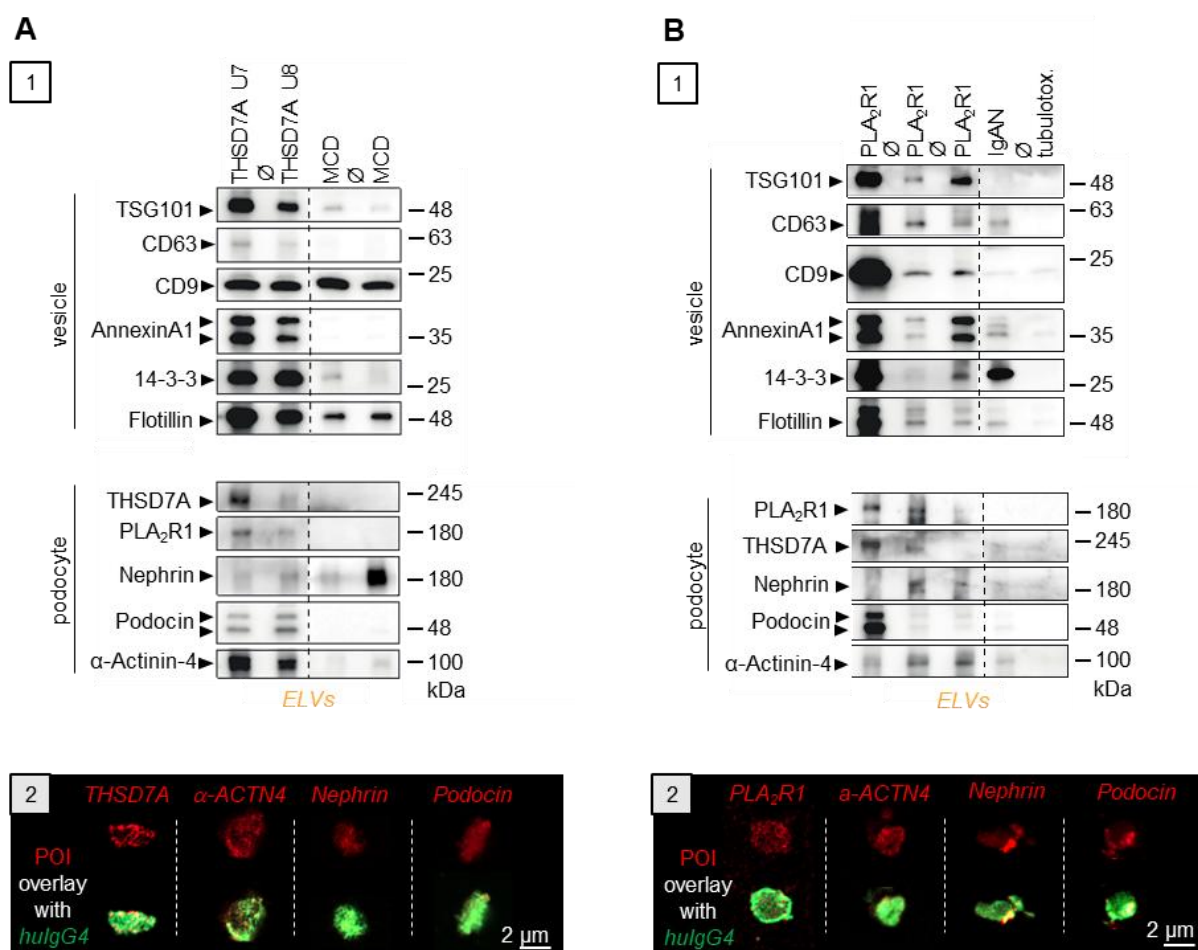 A
1
THSD7A U7
Ø
THSD7A U8
MCD
Ø
MCD
vesicle
TSG101
48
CD63
63
CD9
25
AnnexinA1
35
14-3-3
25
Flotillin
48
podocyte
THSD7A
245
PLA₂R1
180
Nephrin
180
Podocin
48
α-Actinin-4
100
kDa
ELVs
2
THSD7A α-ACTN4 Nephrin Podocin
POI
overlay
with
huIgG4
2 µm
B
1
PLA₂R1
Ø
PLA₂R1
Ø
PLA₂R1
IgAN
Ø
tubulotox.
vesicle
TSG101
48
CD63
63
CD9
25
AnnexinA1
35
14-3-3
25
Flotillin
48
podocyte
PLA₂R1
180
THSD7A
245
Nephrin
180
Podocin
48
α-Actinin-4
100
kDa
ELVs
2
PLA₂R1 a-ACTN4 Nephrin Podocin
POI
overlay
with
huIgG4
2 µm